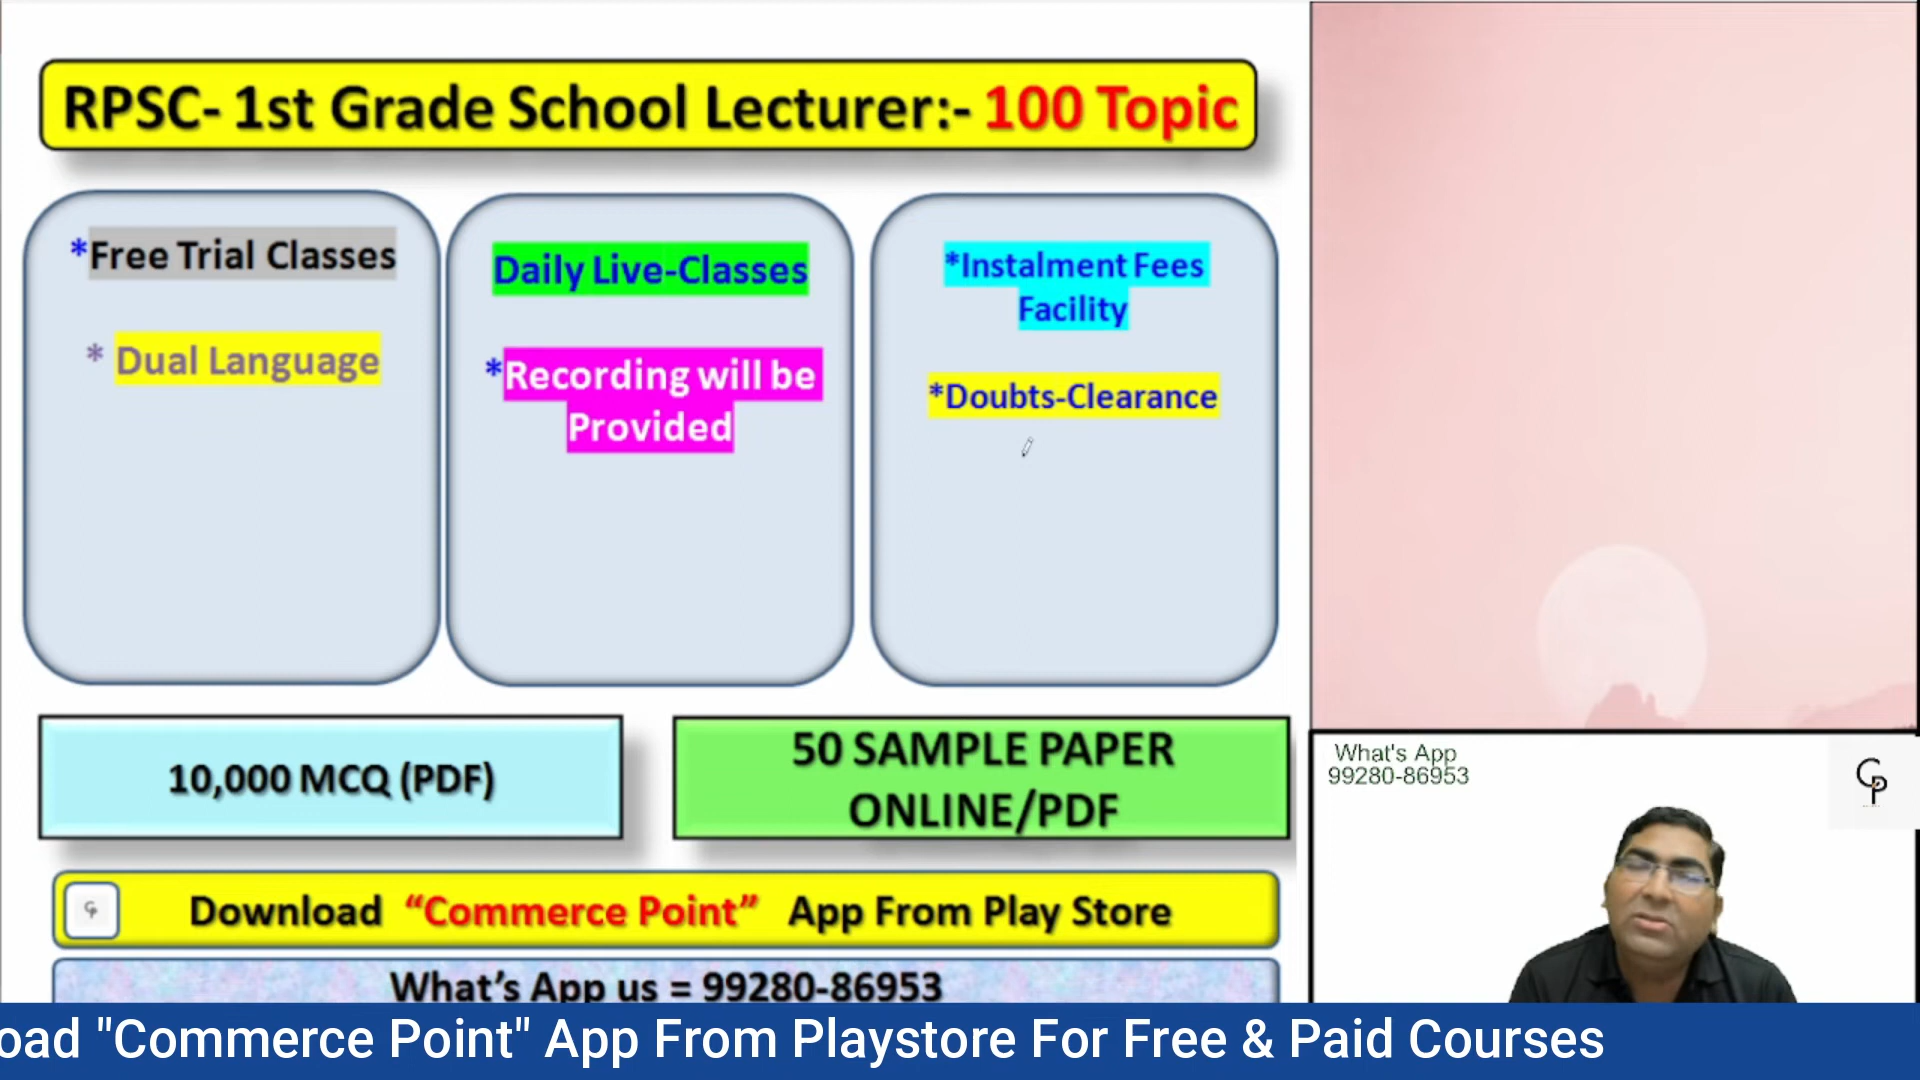 RPSC- 1st Grade School Lecturer:- 100 Topic
*Free Trial Classes
* Dual Language
Daily Live-Classes
*Recording will be
Provided
*Instalment Fees
Facility
*Doubts-Clearance
10,000 MCQ (PDF)
50 SAMPLE PAPER
ONLINE/PDF
CP Download “Commerce Point” App From Play Store
What’s App us = 99280-86953
What's App
99280-86953
CP
oad "Commerce Point" App From Playstore For Free & Paid Courses